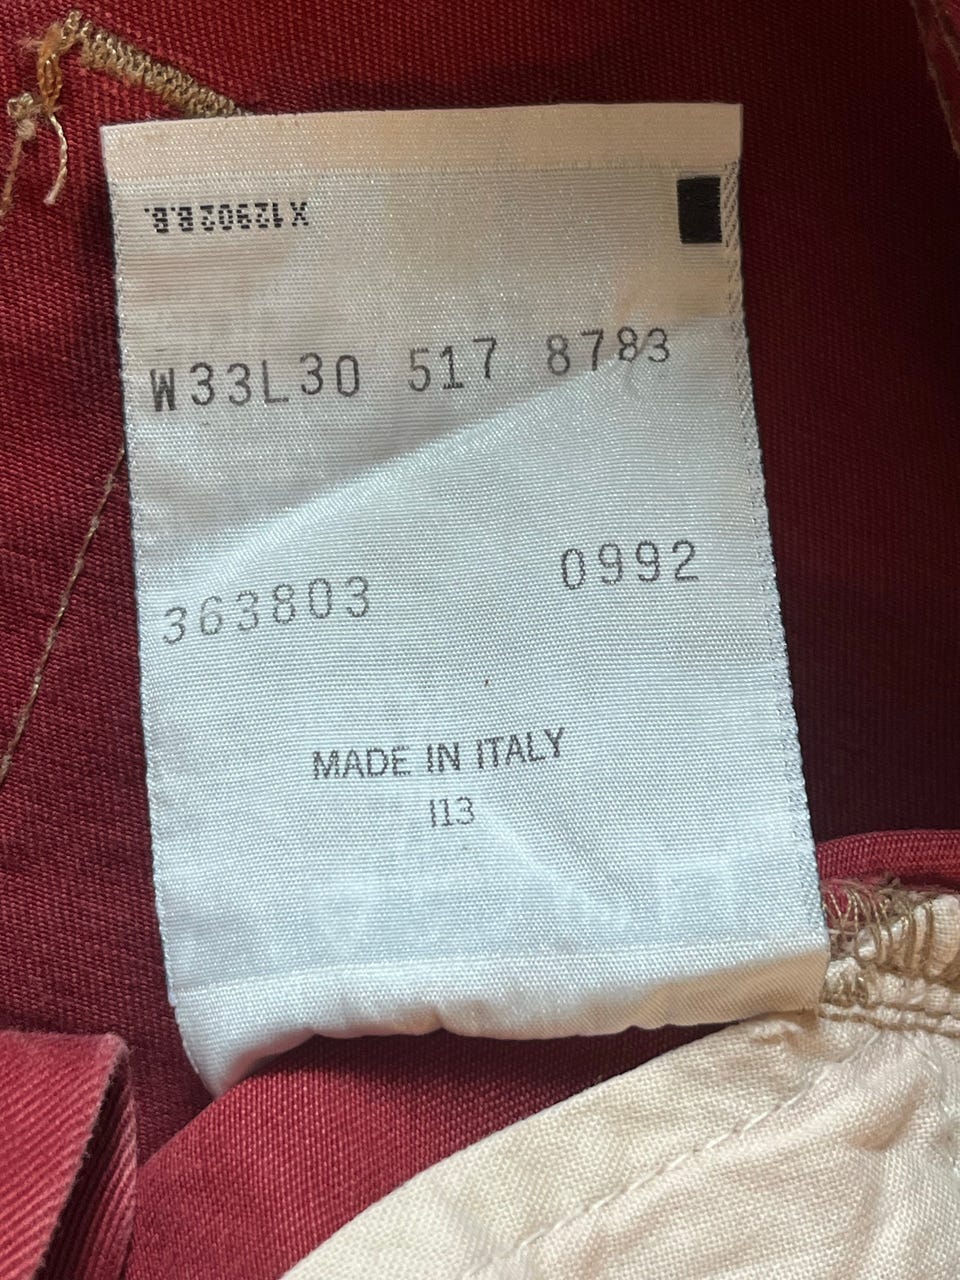 X12902B.B.
W33L30 517 8783
363803 0992
MADE IN ITALY
I13